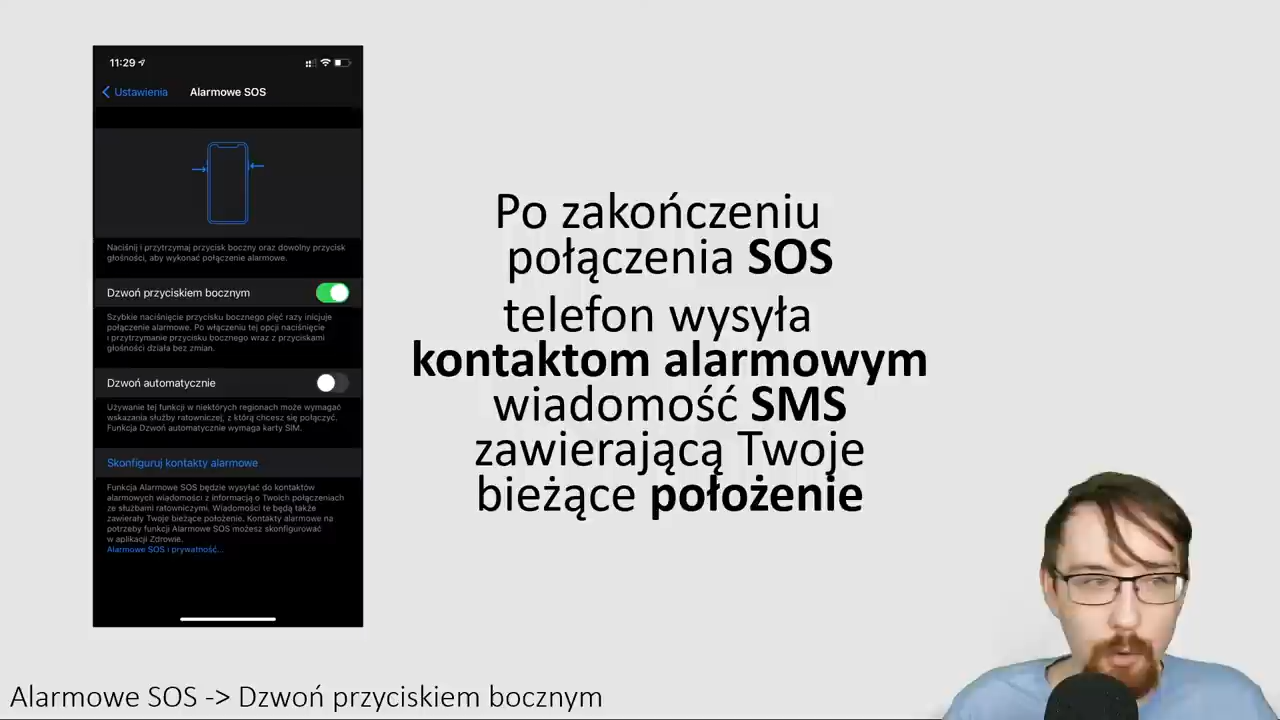 11:29
Ustawienia
Alarmowe SOS
Naciśnij i przytrzymaj przycisk boczny oraz dowolny przycisk
głośności, aby wykonać połączenie alarmowe.
Dzwoń przyciskiem bocznym
Szybkie naciśnięcie przycisku bocznego pięć razy inicjuje
połączenie alarmowe. Po włączeniu tej opcji naciśnięcie
i przytrzymanie przycisku bocznego wraz z przyciskami
głośności działa bez zmian.
Dzwoń automatycznie
Używanie tej funkcji w niektórych regionach może wymagać
wskazania służby ratowniczej, z którą chcesz się połączyć.
Funkcja Dzwoń automatycznie wymaga karty SIM.
Skonfiguruj kontakty alarmowe
Funkcja Alarmowe SOS będzie wysyłać do kontaktów
alarmowych wiadomości z informacją o Twoich połączeniach
ze służbami ratowniczymi. Wiadomości te będą także
zawierały Twoje bieżące położenie. Kontakty alarmowe na
potrzeby funkcji Alarmowe SOS możesz skonfigurować
w aplikacji Zdrowie.
Alarmowe SOS i prywatność...
Po zakończeniu
połączenia SOS
telefon wysyła
kontaktom alarmowym
wiadomość SMS
zawierającą Twoje
bieżące położenie
Alarmowe SOS -> Dzwoń przyciskiem bocznym